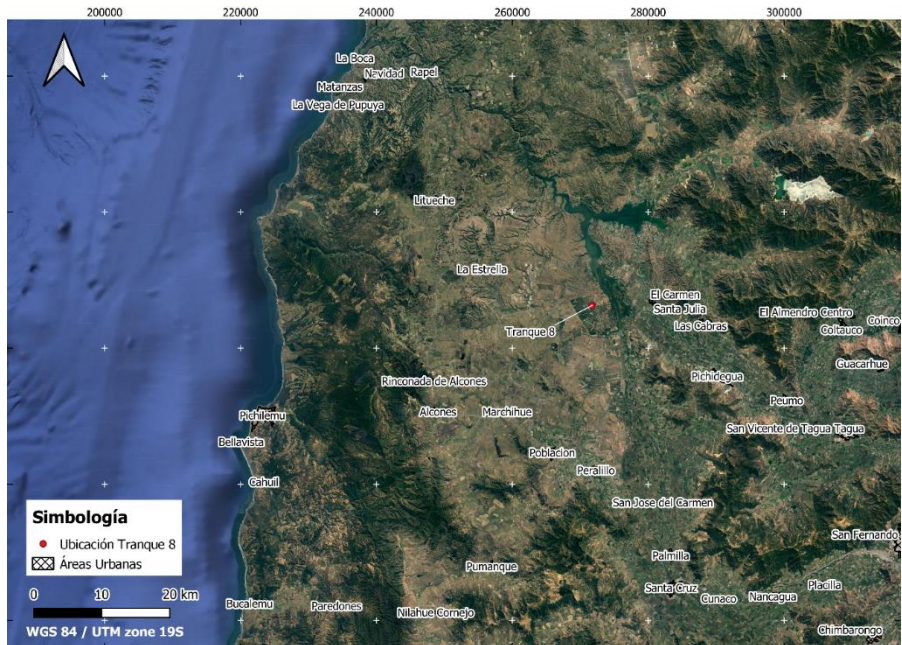 200000
220000
240000
260000
280000
300000
La Boca
Navidad
Rapel
Matanzas
La Vega de Pupuya
Litueche
La Estrella
El Carmen
Santa Julia
El Almendro Centro
Coinco
Tranque 8
Las Cabras
Coltauco
Guacarhue
Rinconada de Alcones
Pichidegua
Peumo
Pichilemu
Alcones
Marchihue
San Vicente de Tagua Tagua
Bellavista
Poblacion
Peralillo
Cahuil
San Jose del Carmen
Simbología
Ubicación Tranque 8
Áreas Urbanas
San Fernando
Palmilla
Pumanque
Santa Cruz
Cunaco
Nancagua
Placilla
0 10 20 km
Bucalemu
Paredones
Nilahue Cornejo
WGS 84 / UTM zone 19S
Chimbarongo